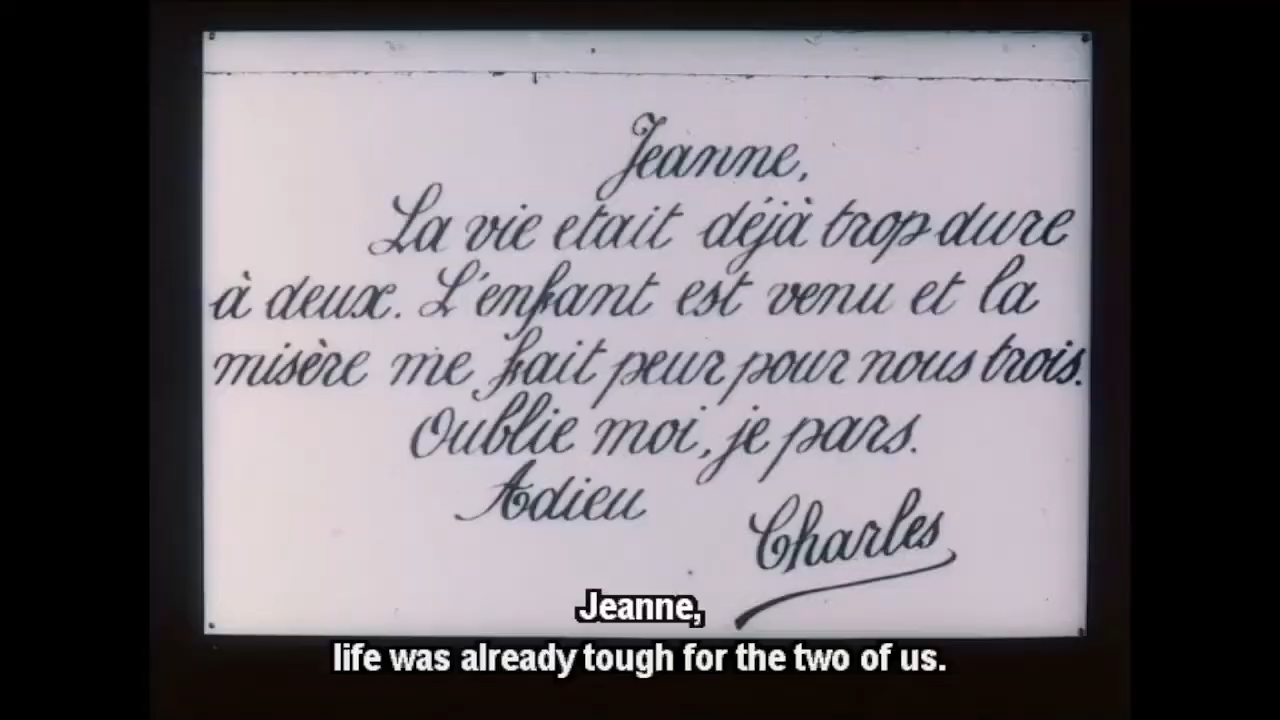 Jeanne,
La vie etait déjà trop dure
à deux. L'enfant est venu et la
misère me fait peur pour nous trois.
Oublie moi, je pars.
Adieu
Charles
Jeanne,
life was already tough for the two of us.